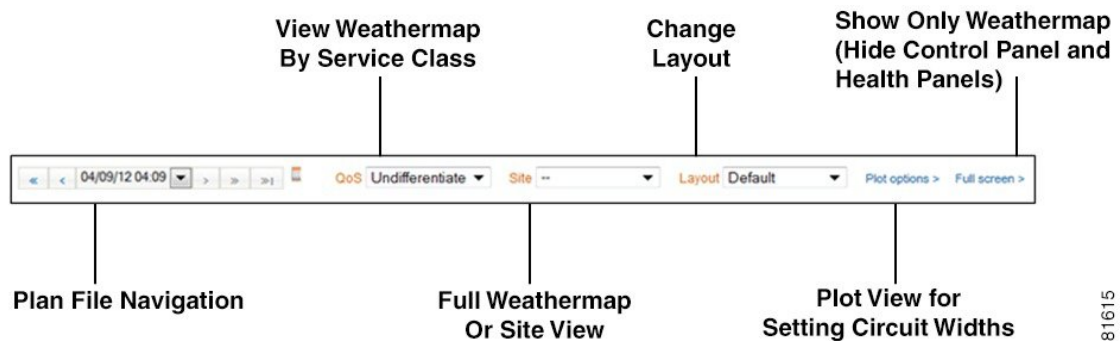 View Weathermap
By Service Class
Change
Layout
Show Only Weathermap
(Hide Control Panel and
Health Panels)
« ‹ 04/09/12 04:09 › » »| QoS Undifferentiate Site -- Layout Default Plot options > Full screen >
Plan File Navigation
Full Weathermap
Or Site View
Plot View for
Setting Circuit Widths
81615